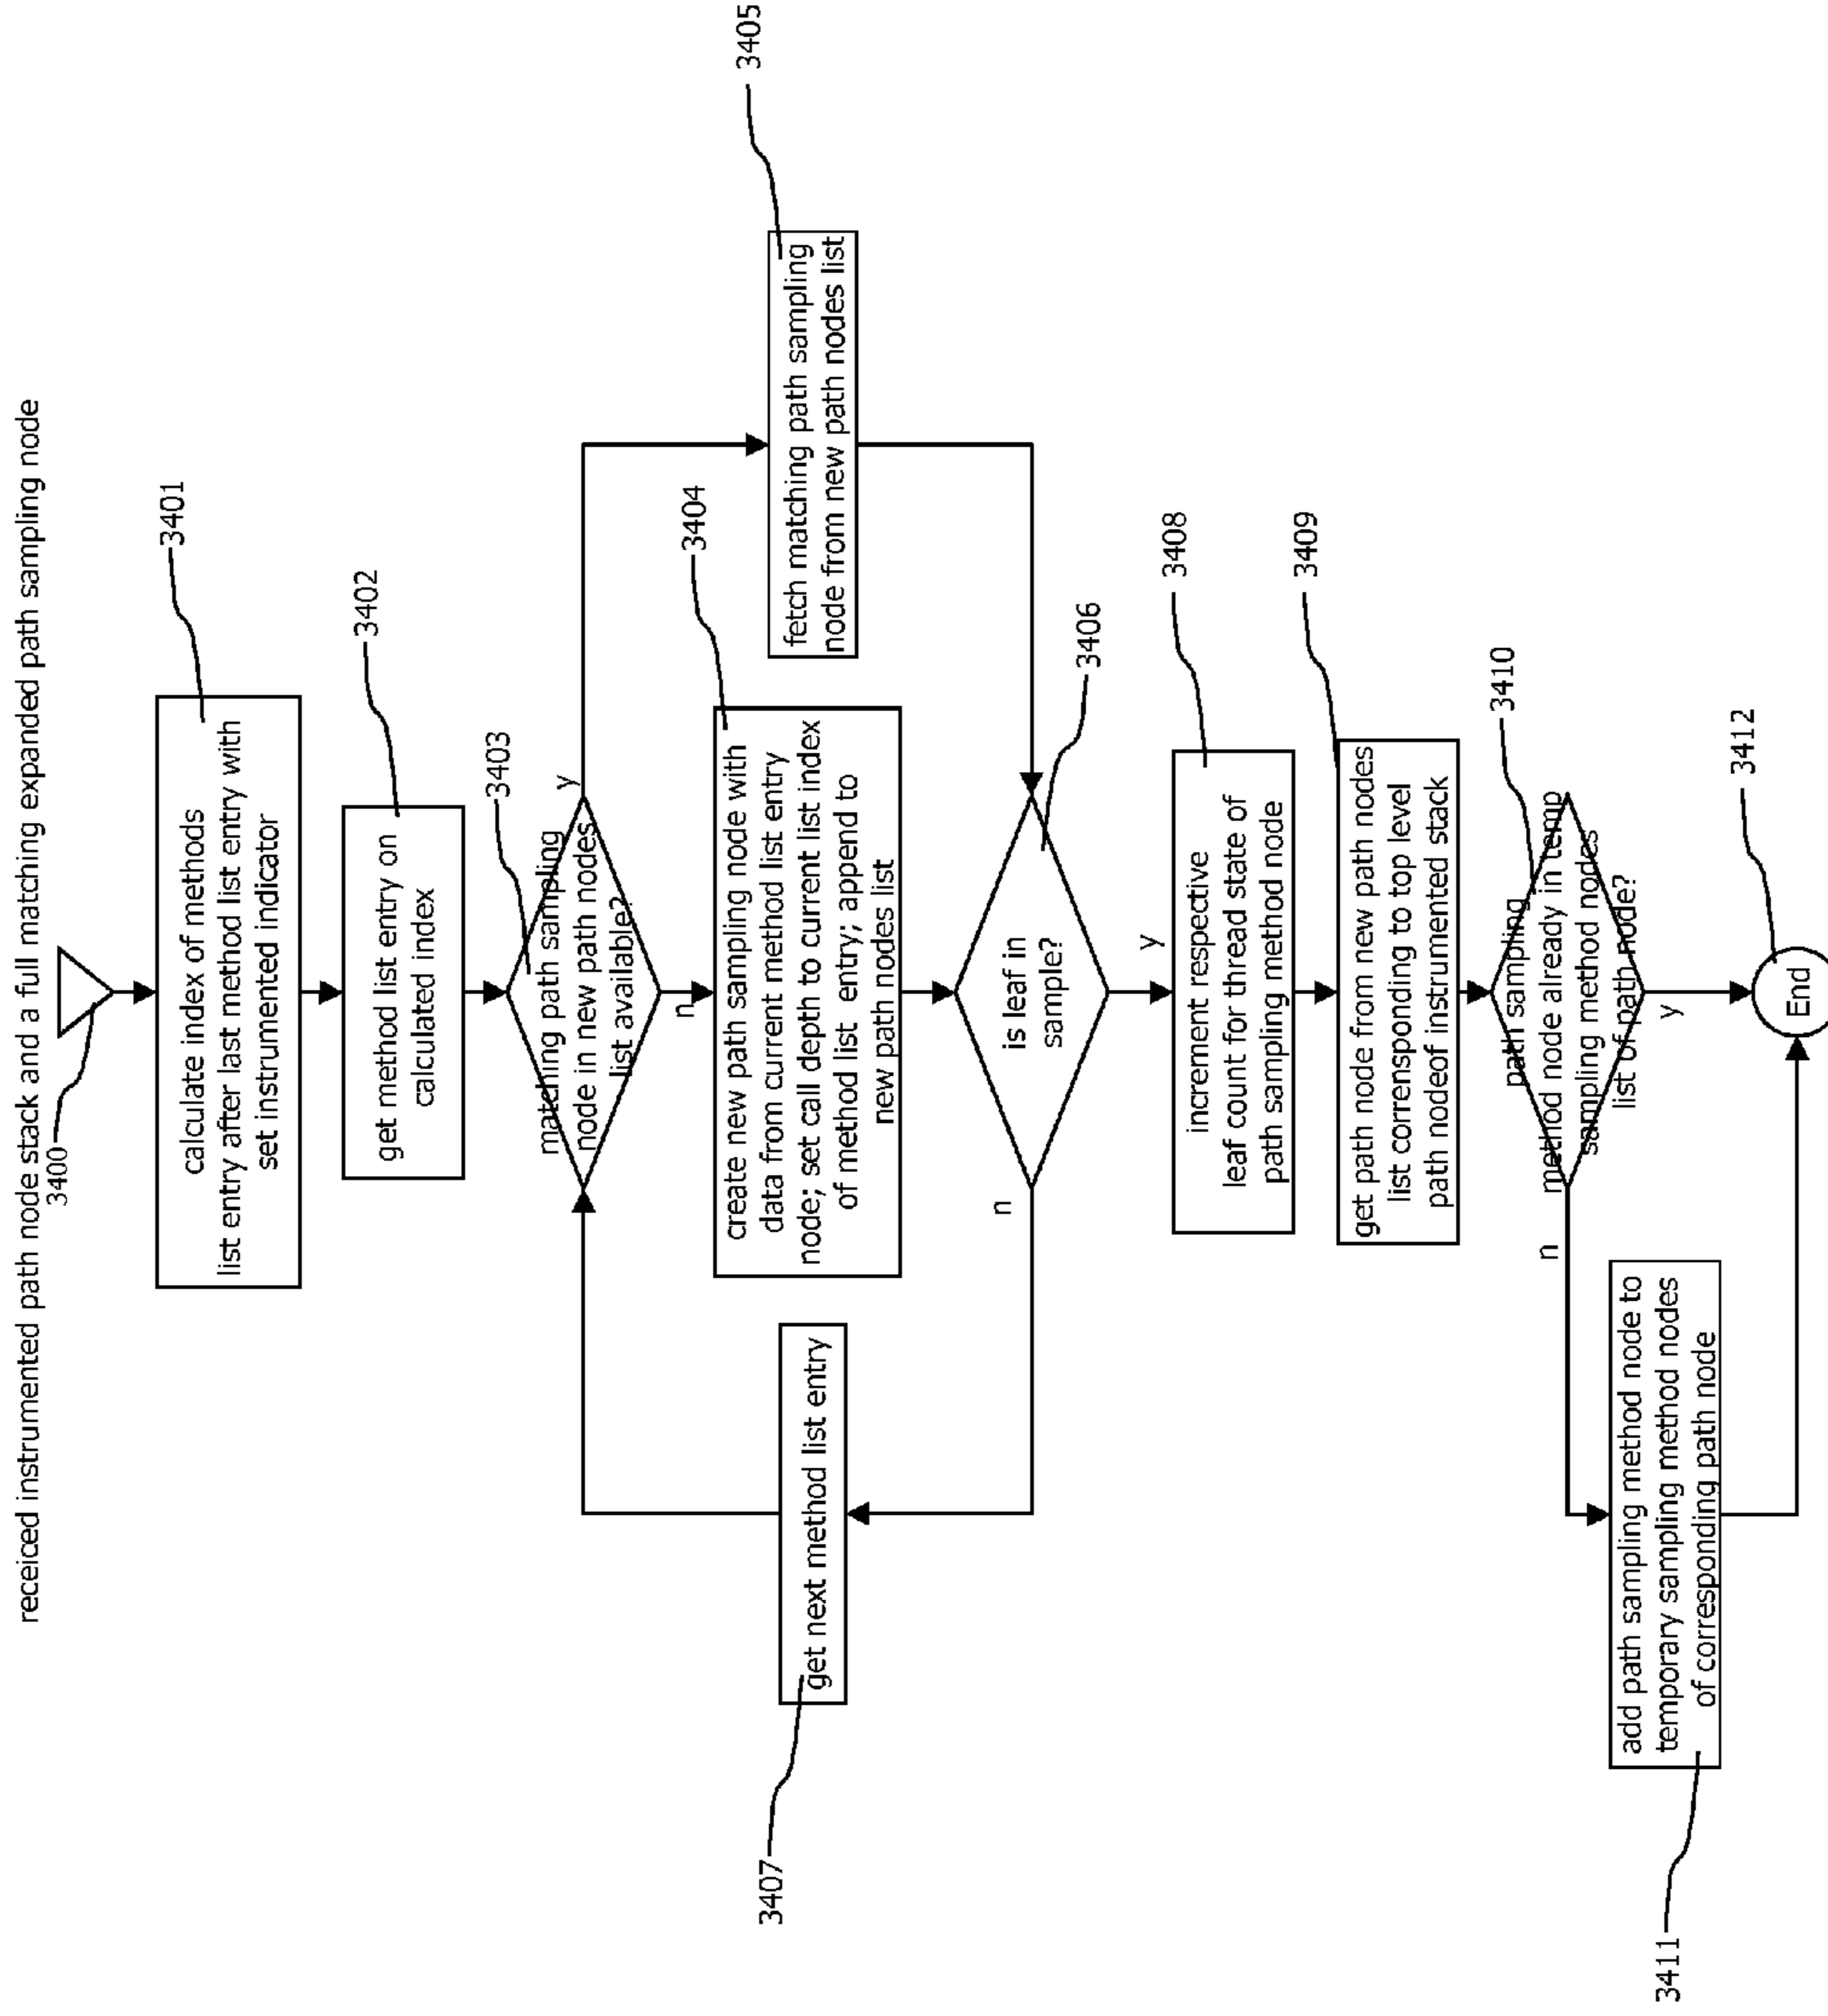 receiced instrumented path node stack and a full matching expanded path sampling node
3400
3401
calculate index of methods
list entry after last method list entry with
set instrumented indicator
3402
get method list entry on
calculated index
3403
matching path sampling
node in new path nodes
list available?
y
n
3404
create new path sampling node with
data from current method list entry
node; set call depth to current list index
of method list entry; append to
new path nodes list
3405
fetch matching path sampling
node from new path nodes list
3407
get next method list entry
3406
is leaf in
sample?
n
y
3408
increment respective
leaf count for thread state of
path sampling method node
3409
get path node from new path nodes
list corrensponding to top level
path nodeof instrumented stack
3410
path sampling
method node already in temp
sampling method nodes
list of path node?
n
y
3411
add path sampling method node to
temporary sampling method nodes
of corresponding path node
3412
End